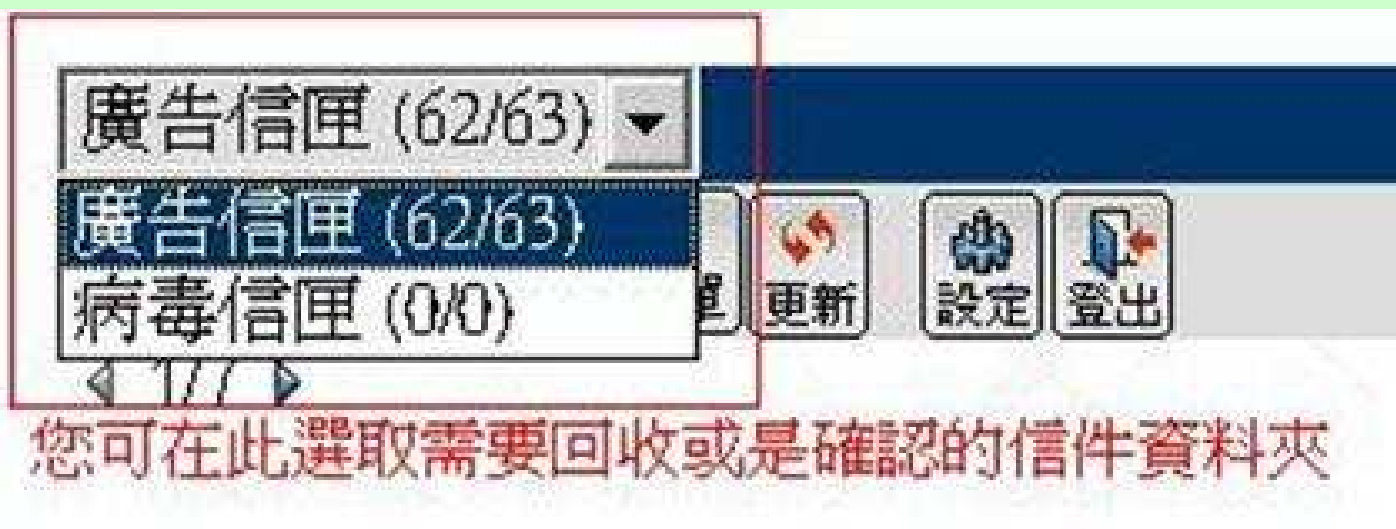 廣告信匣 (62/63)
廣告信匣 (62/63)
病毒信匣 (0/0)
更新
設定
登出
1/7
您可在此選取需要回收或是確認的信件資料夾